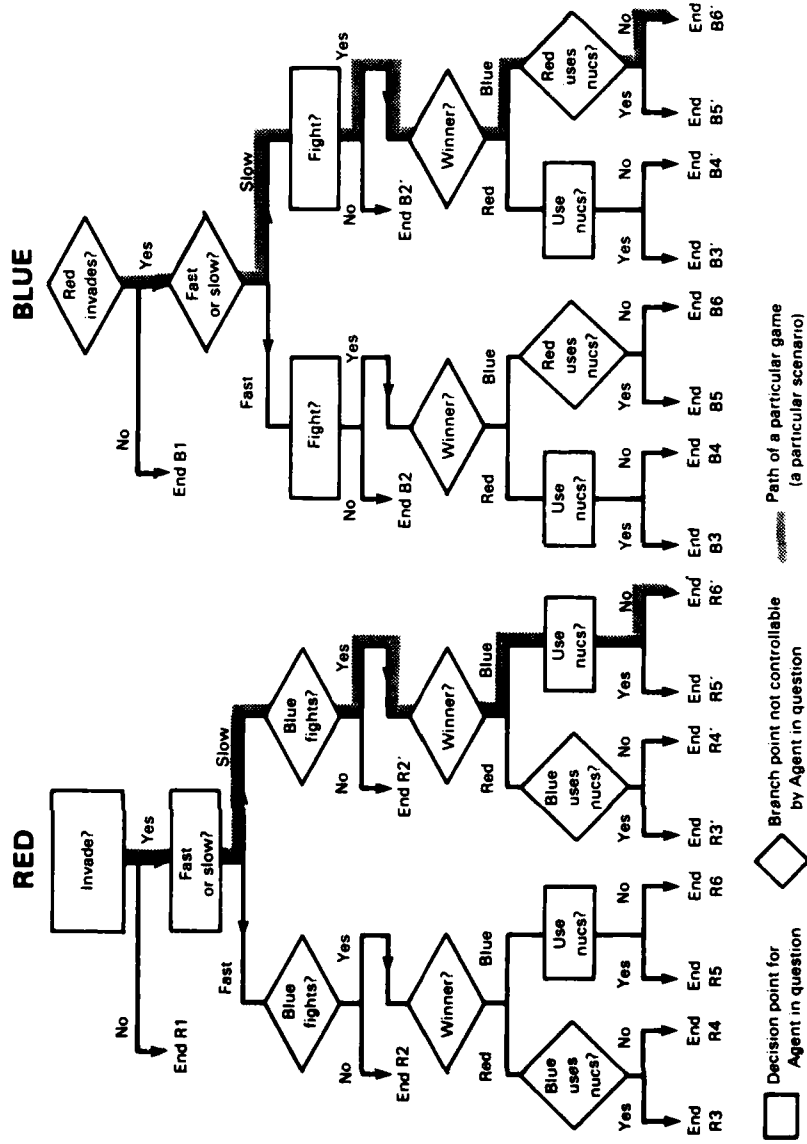 RED
Invade?
No
Yes
End R1
Fast
or slow?
Fast
Slow
Blue
fights?
Blue
fights?
No
Yes
No
Yes
End R2
End R2'
Winner?
Winner?
Red
Blue
Red
Blue
Blue
uses
nucs?
Use
nucs?
Blue
uses
nucs?
Use
nucs?
Yes
No
Yes
No
Yes
No
Yes
No
End
R3
End
R4
End
R5
End
R6
End
R3'
End
R4'
End
R5'
End
R6'
BLUE
Red
invades?
No
Yes
End B1
Fast
or slow?
Fast
Slow
Fight?
Fight?
No
Yes
No
Yes
End B2
End B2'
Winner?
Winner?
Red
Blue
Red
Blue
Use
nucs?
Red
uses
nucs?
Use
nucs?
Red
uses
nucs?
Yes
No
Yes
No
Yes
No
Yes
No
End
B3
End
B4
End
B5
End
B6
End
B3'
End
B4'
End
B5'
End
B6'
Decision point for
Agent in question
Branch point not controllable
by Agent in question
Path of a particular game
(a particular scenario)